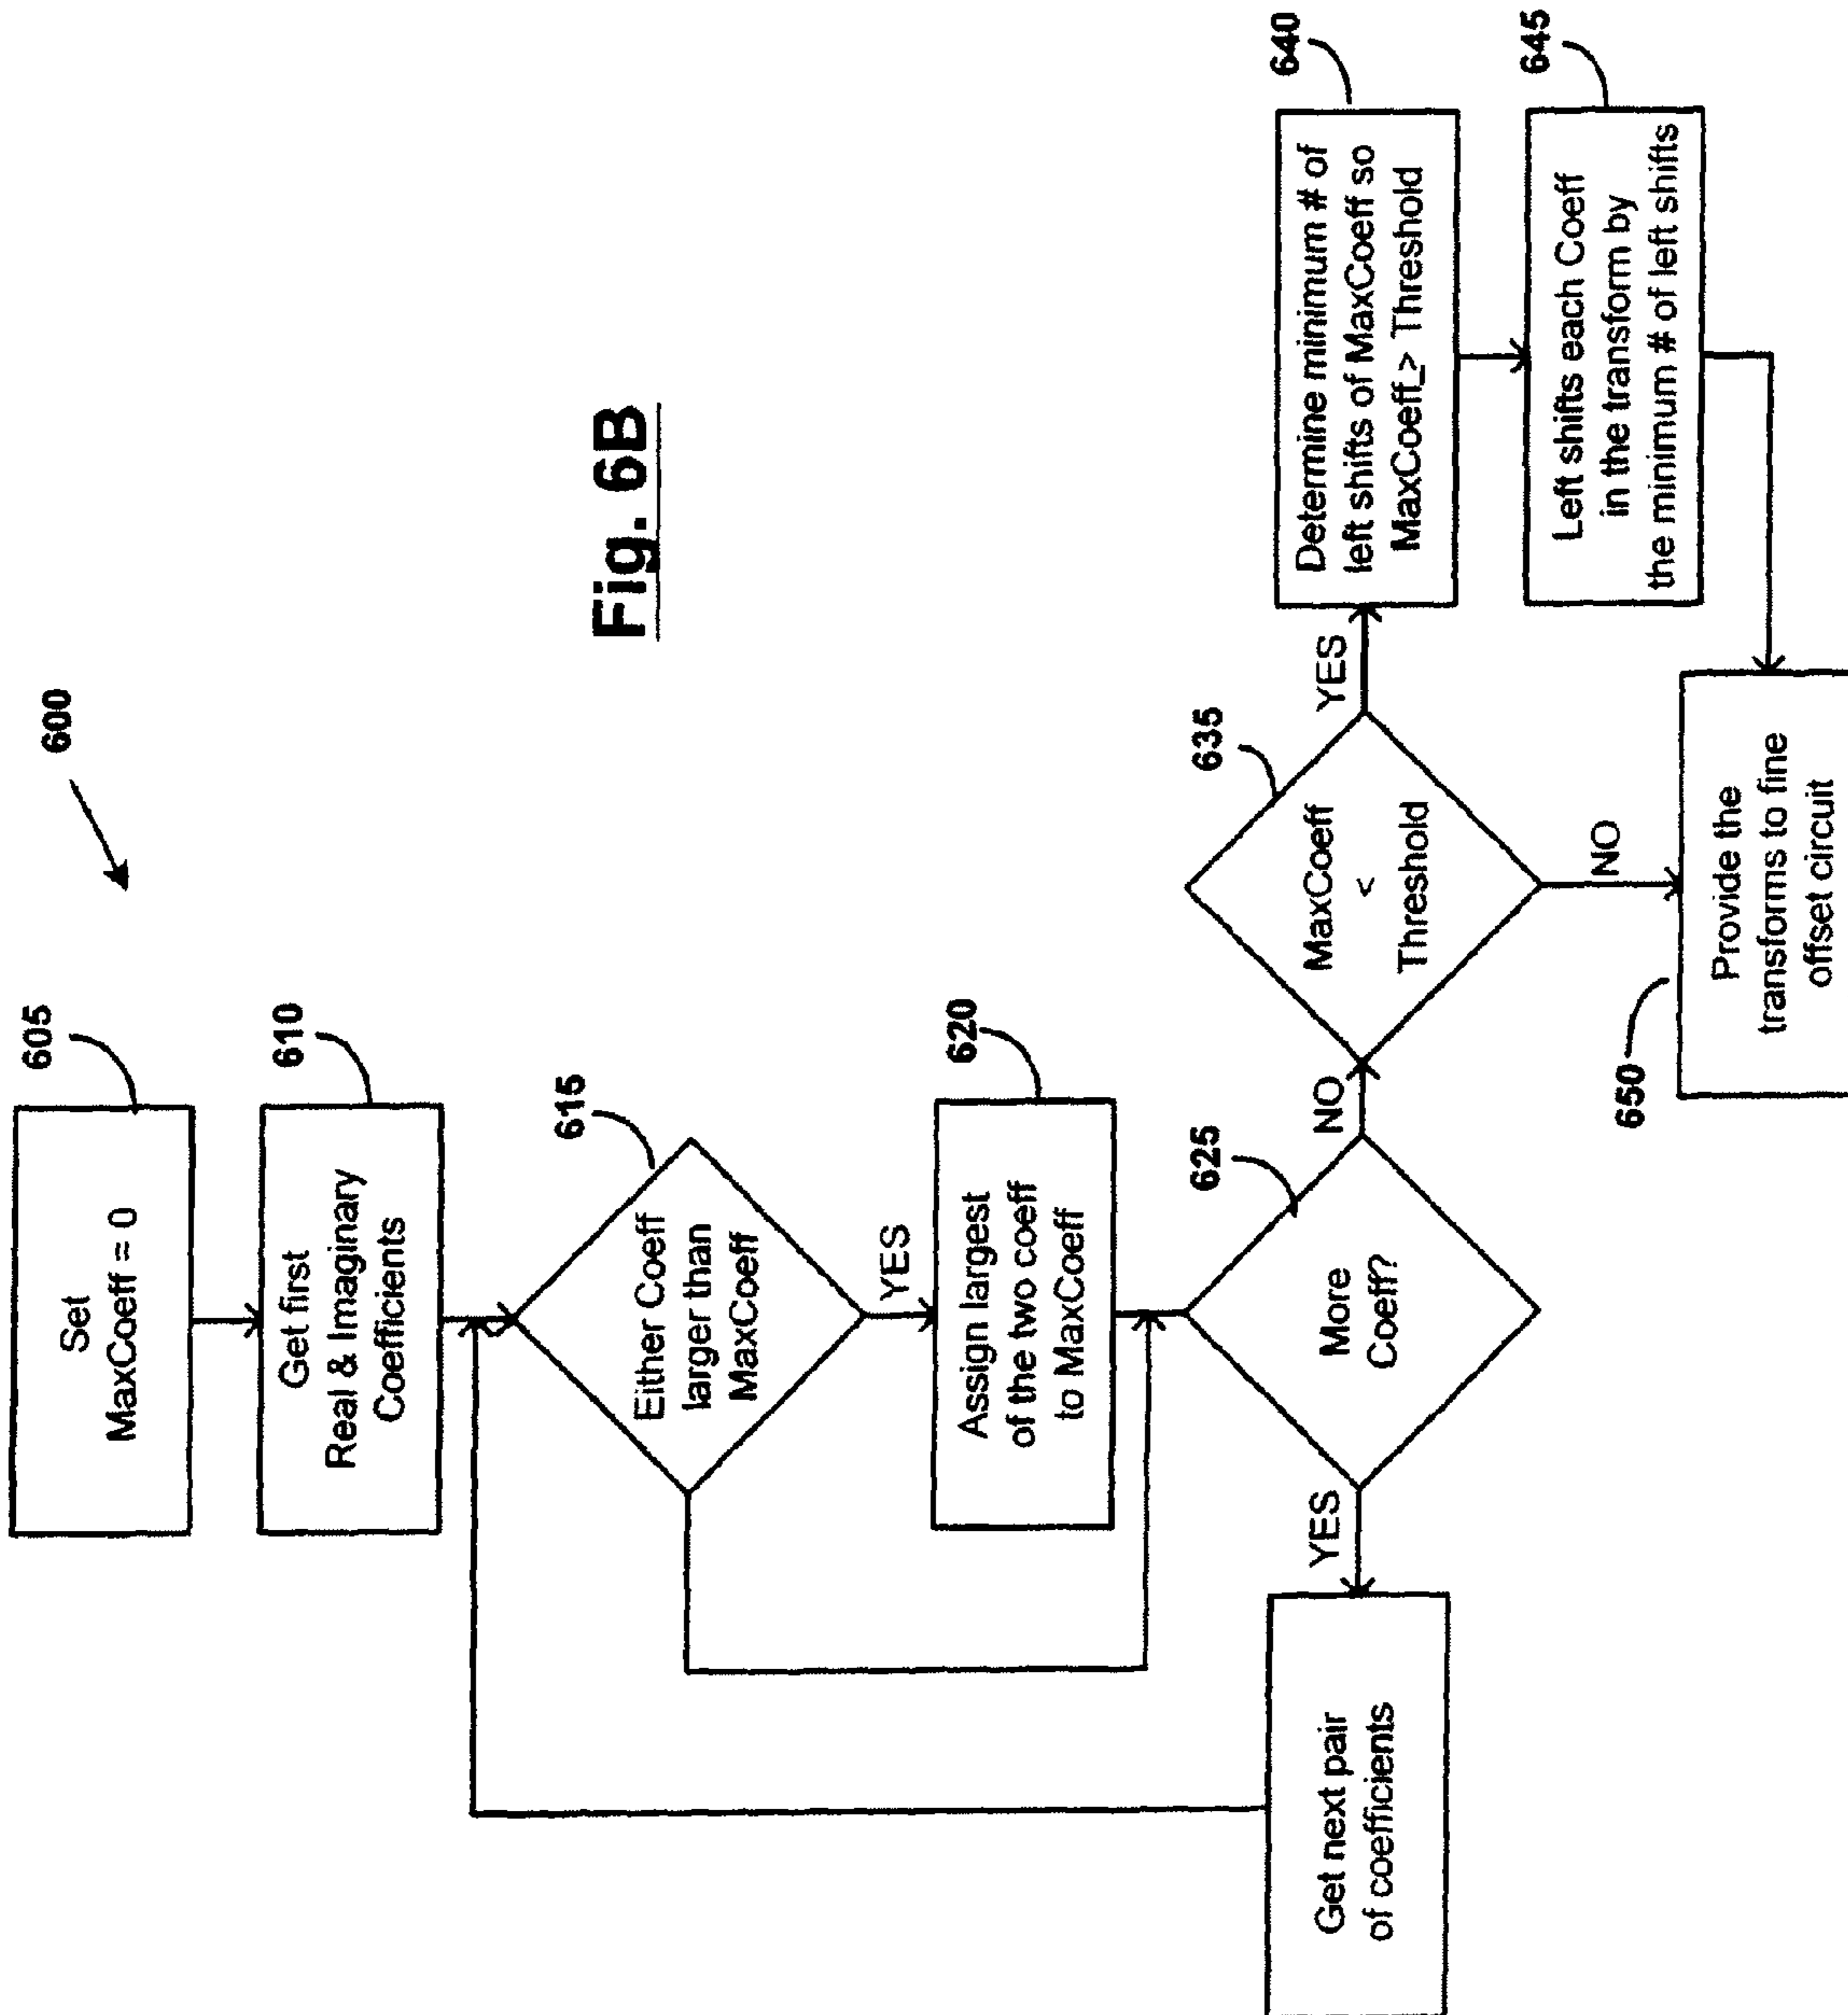 600
605
Set
MaxCoeff = 0
610
Get first
Real & Imaginary
Coefficients
615
Either Coeff
larger than
MaxCoeff
YES
620
Assign largest
of the two coeff
to MaxCoeff
625
More
Coeff?
YES
NO
Get next pair
of coefficients
635
MaxCoeff
<
Threshold
YES
NO
640
Determine minimum # of
left shifts of MaxCoeff so
MaxCoeff_> Threshold
645
Left shifts each Coeff
in the transform by
the minimum # of left shifts
650
Provide the
transforms to fine
offset circuit
Fig. 6B